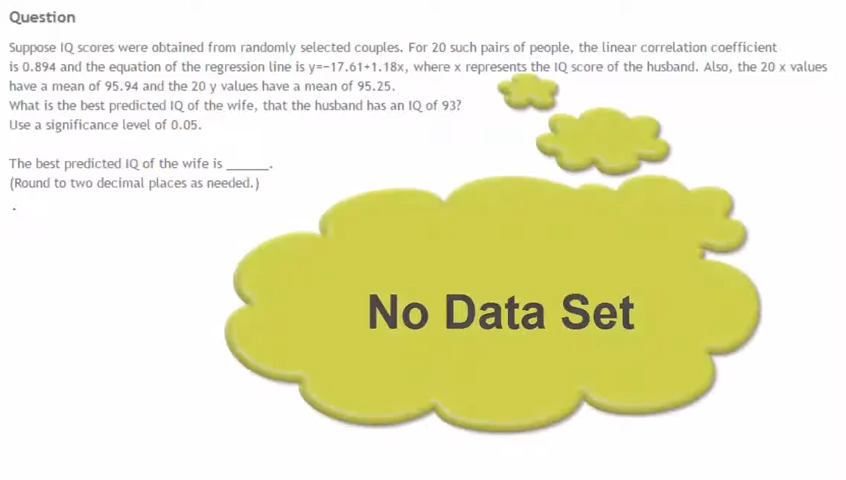 Question
Suppose IQ scores were obtained from randomly selected couples. For 20 such pairs of people, the linear correlation coefficient
is 0.894 and the equation of the regression line is y=−17.61+1.18x, where x represents the IQ score of the husband. Also, the 20 x values
have a mean of 95.94 and the 20 y values have a mean of 95.25.
What is the best predicted IQ of the wife, that the husband has an IQ of 93?
Use a significance level of 0.05.
The best predicted IQ of the wife is ______.
(Round to two decimal places as needed.)
.
No Data Set